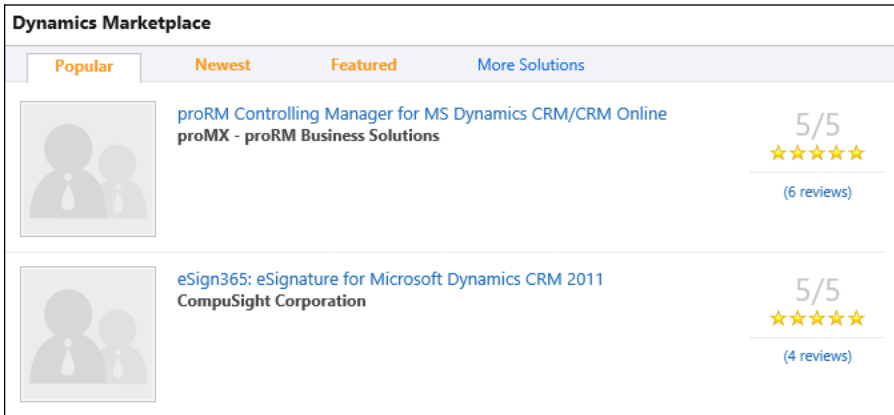 Dynamics Marketplace
Popular Newest Featured More Solutions
proRM Controlling Manager for MS Dynamics CRM/CRM Online
proMX - proRM Business Solutions
5/5
(6 reviews)
eSign365: eSignature for Microsoft Dynamics CRM 2011
CompuSight Corporation
5/5
(4 reviews)